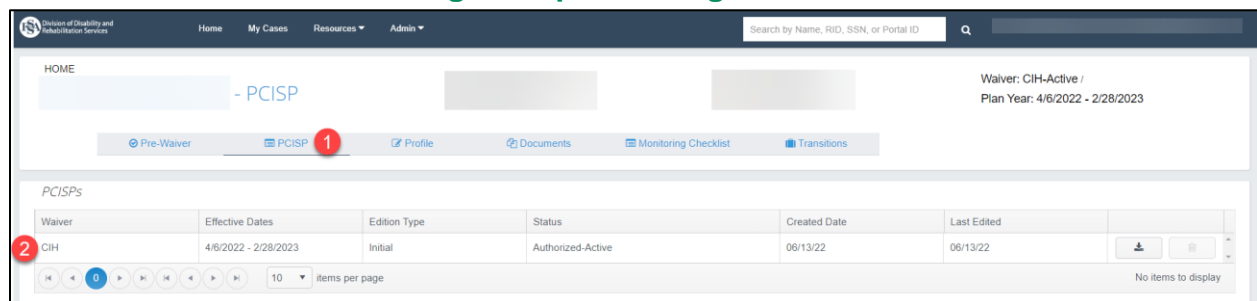 Division of Disability and
Rehabilitation Services
Home My Cases Resources Admin
Search by Name, RID, SSN, or Portal ID
HOME
- PCISP
Waiver: CIH-Active /
Plan Year: 4/6/2022 - 2/28/2023
Pre-Waiver PCISP 1 Profile Documents Monitoring Checklist Transitions
PCISPs
Waiver Effective Dates Edition Type Status Created Date Last Edited
2 CIH 4/6/2022 - 2/28/2023 Initial Authorized-Active 06/13/22 06/13/22
0 10 items per page No items to display